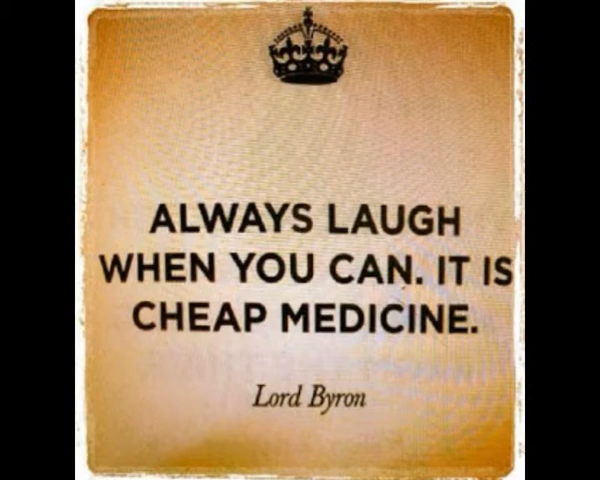 ALWAYS LAUGH
WHEN YOU CAN. IT IS
CHEAP MEDICINE.
Lord Byron